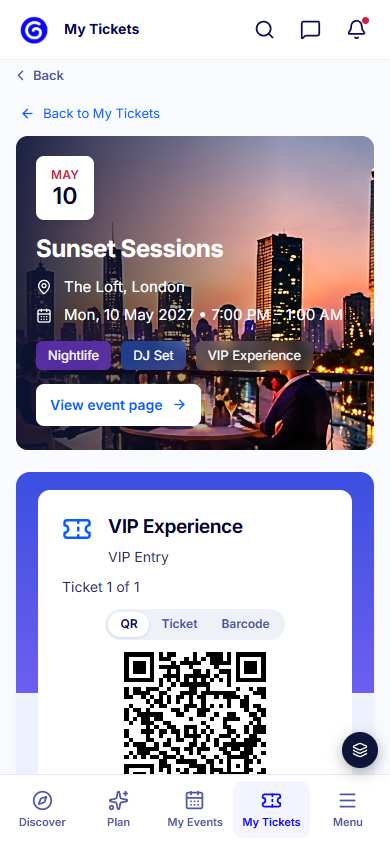 My Tickets
Back
Back to My Tickets
MAY
10
Sunset Sessions
The Loft, London
Mon, 10 May 2027 • 7:00 PM – 1:00 AM
Nightlife DJ Set VIP Experience
View event page
VIP Experience
VIP Entry
Ticket 1 of 1
QR Ticket Barcode
Discover Plan My Events My Tickets Menu